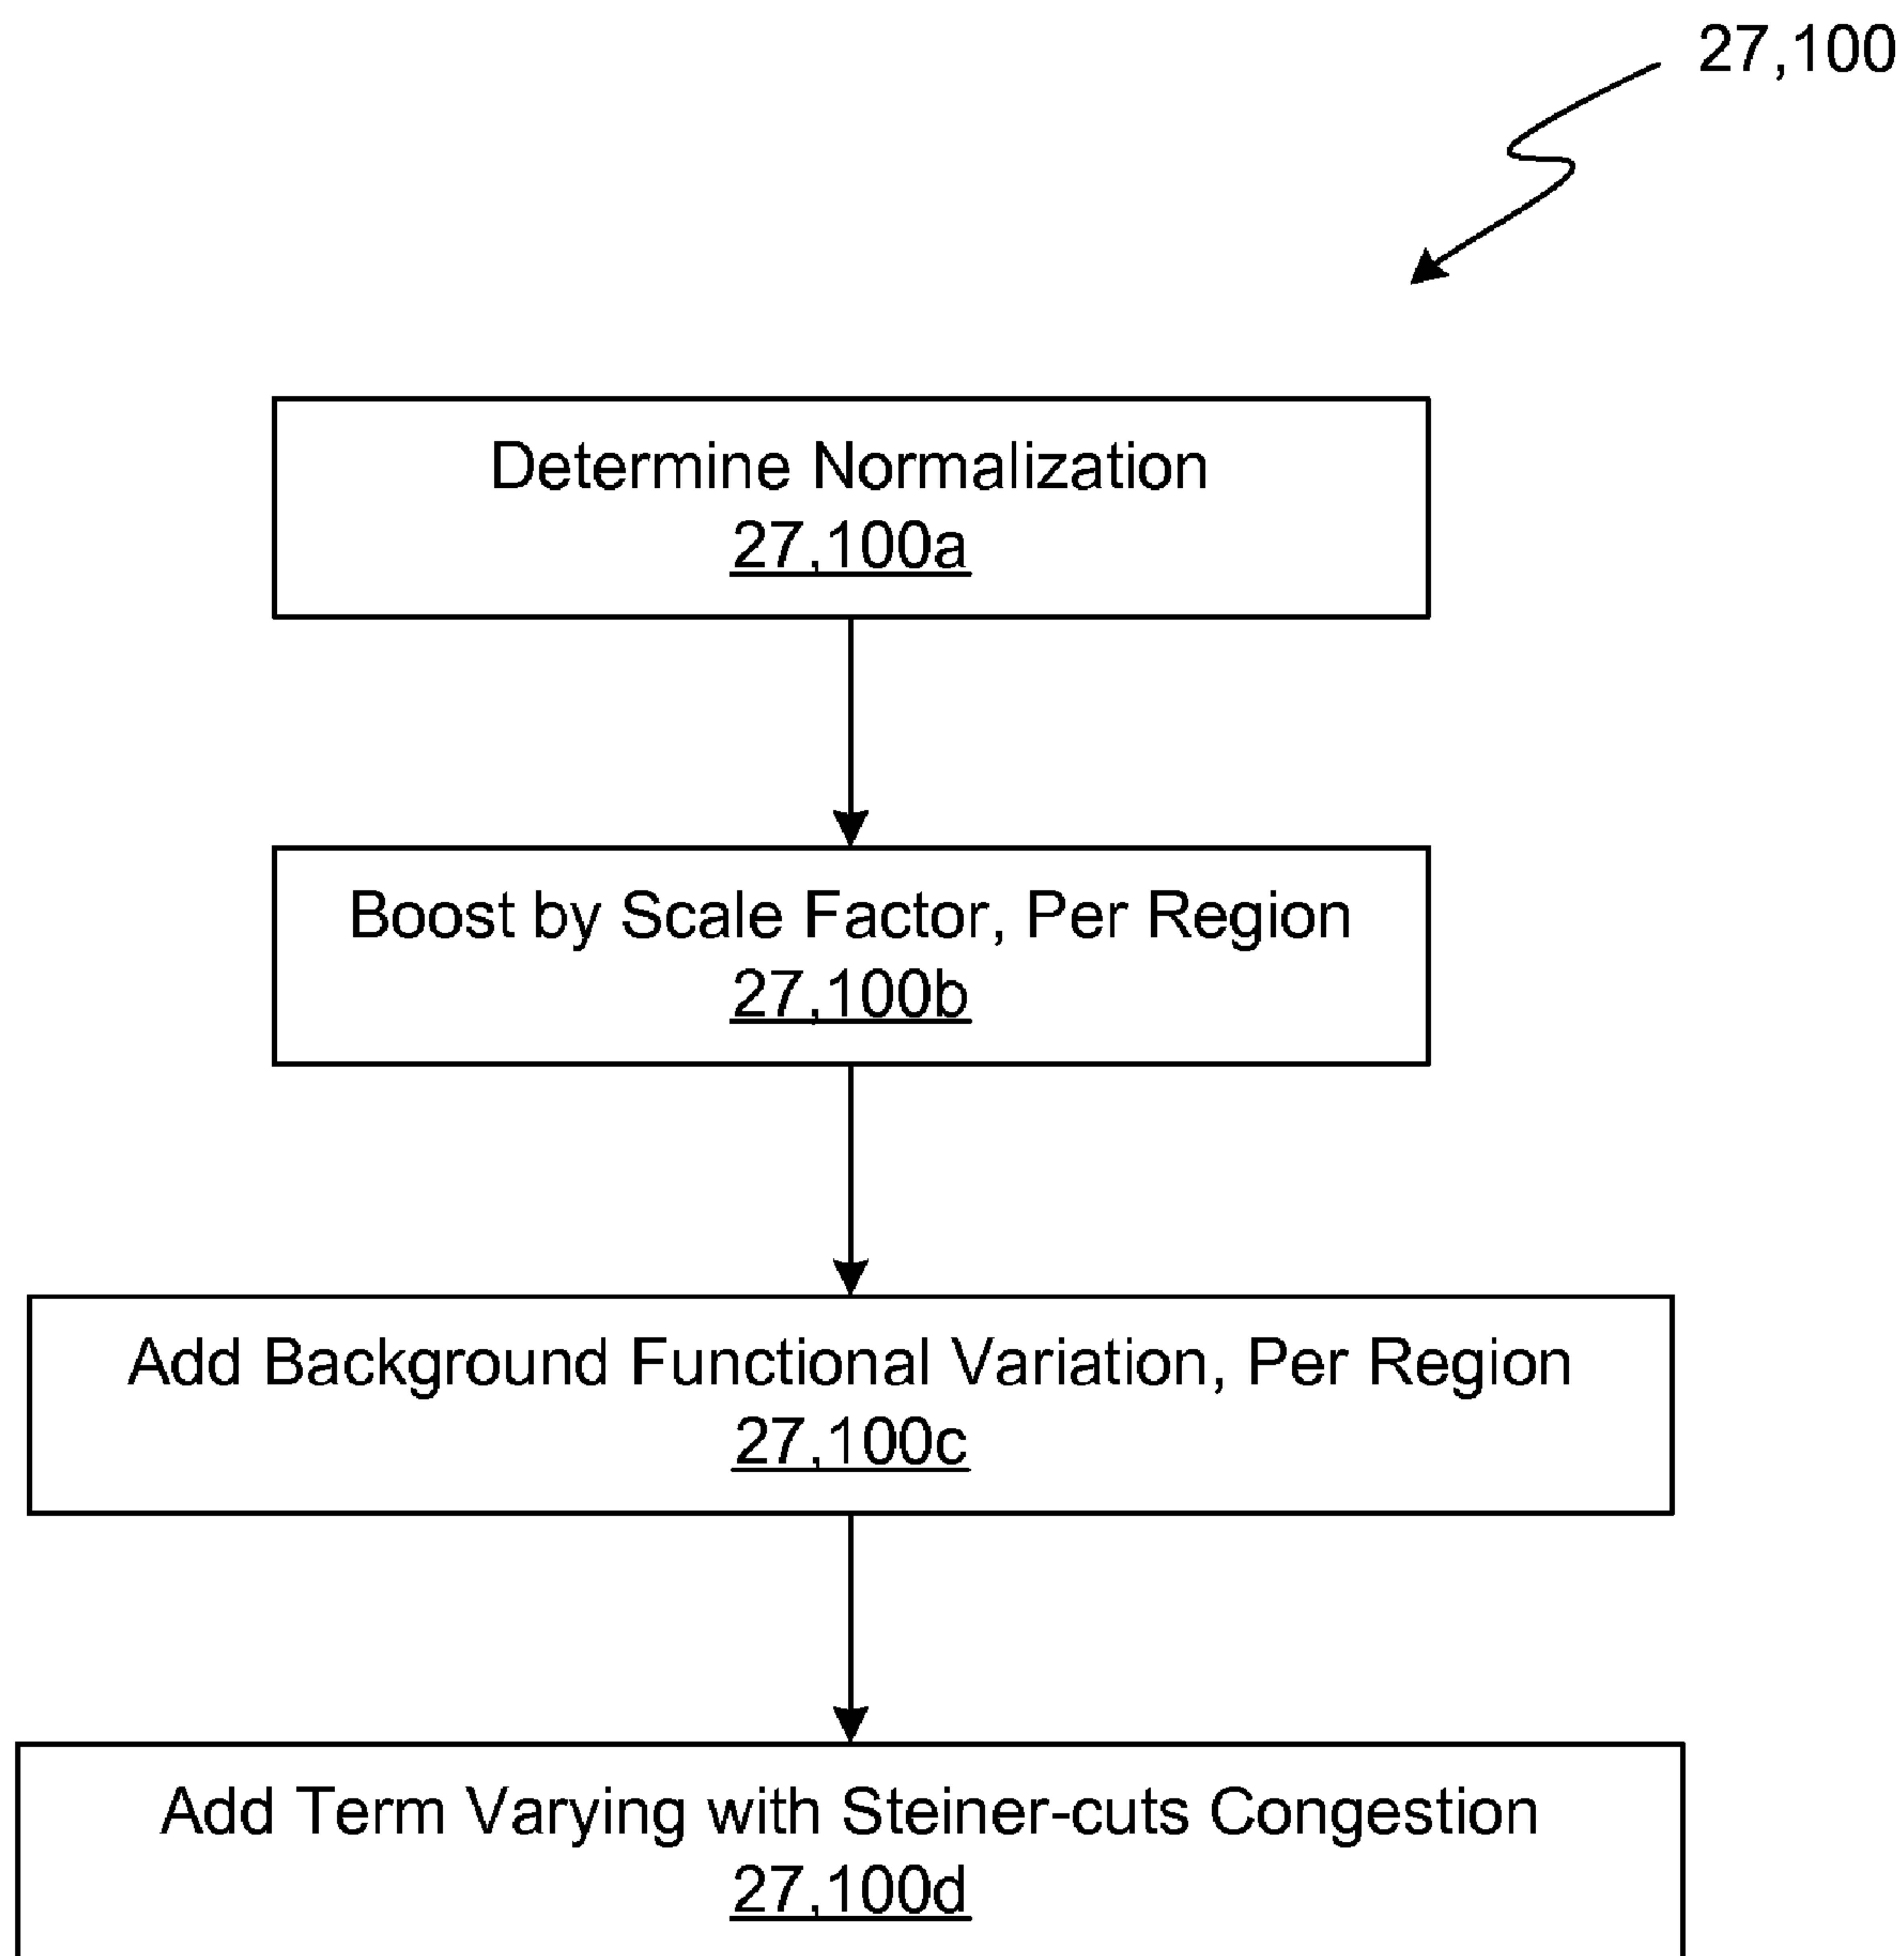 27,100
Determine Normalization
27,100a
Boost by Scale Factor, Per Region
27,100b
Add Background Functional Variation, Per Region
27,100c
Add Term Varying with Steiner-cuts Congestion
27,100d